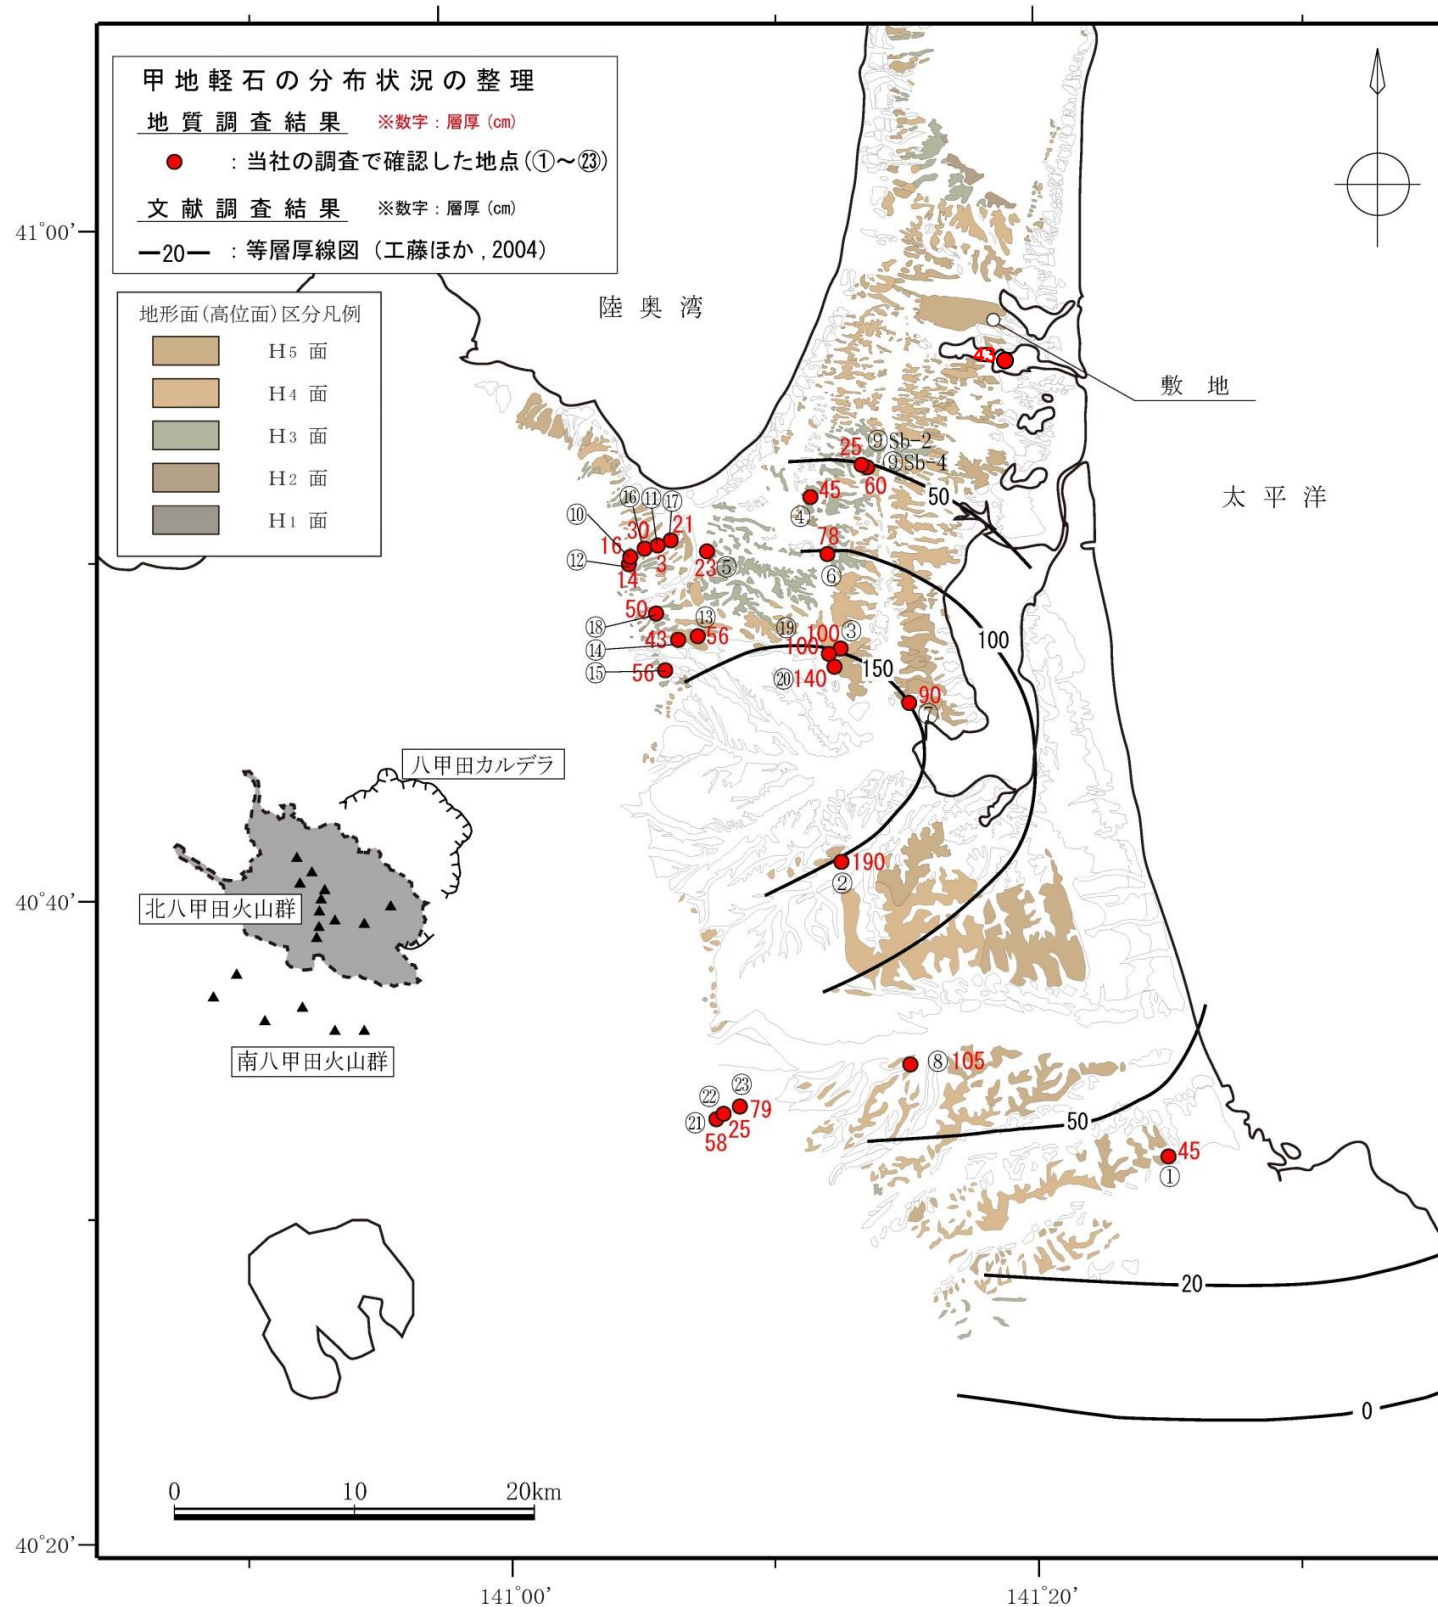 甲地軽石の分布状況の整理
地質調査結果 ※数字：層厚(cm)
：当社の調査で確認した地点(①～㉓)
文献調査結果 ※数字：層厚(cm)
—20— ：等層厚線図（工藤ほか，2004）
地形面(高位面)区分凡例
H5 面
H4 面
H3 面
H2 面
H1 面
41°00'
陸奥湾
43
敷地
太平洋
25 ⑨Sb-2
⑨Sb-4
60
50
45
④
78
⑥
⑯ ⑪ ⑰
⑩ 30 21
16 3
⑫ 14
23 ⑤
50
⑱
⑬
56
43
⑭
⑮ 56
⑲ 100 ③
100
⑳ 140
150
100
90
⑦
八甲田カルデラ
190
②
40°40'
北八甲田火山群
南八甲田火山群
⑧ 105
㉓
㉒ 79
㉑ 25
58
50
45
①
20
0
0 10 20km
40°20'
141°00' 141°20'